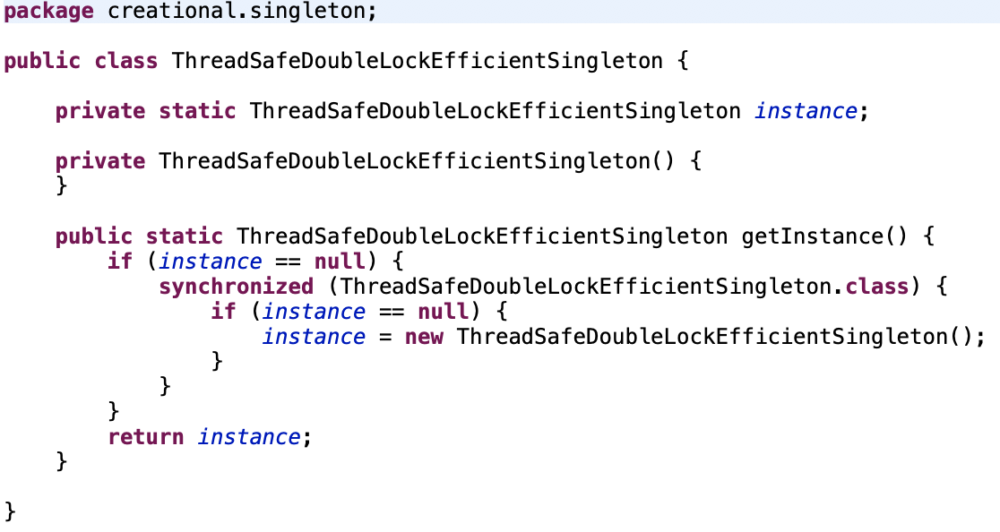 package creational.singleton;
public class ThreadSafeDoubleLockEfficientSingleton {
private static ThreadSafeDoubleLockEfficientSingleton instance;
private ThreadSafeDoubleLockEfficientSingleton() {
}
public static ThreadSafeDoubleLockEfficientSingleton getInstance() {
if (instance == null) {
synchronized (ThreadSafeDoubleLockEfficientSingleton.class) {
if (instance == null) {
instance = new ThreadSafeDoubleLockEfficientSingleton();
}
}
}
return instance;
}
}